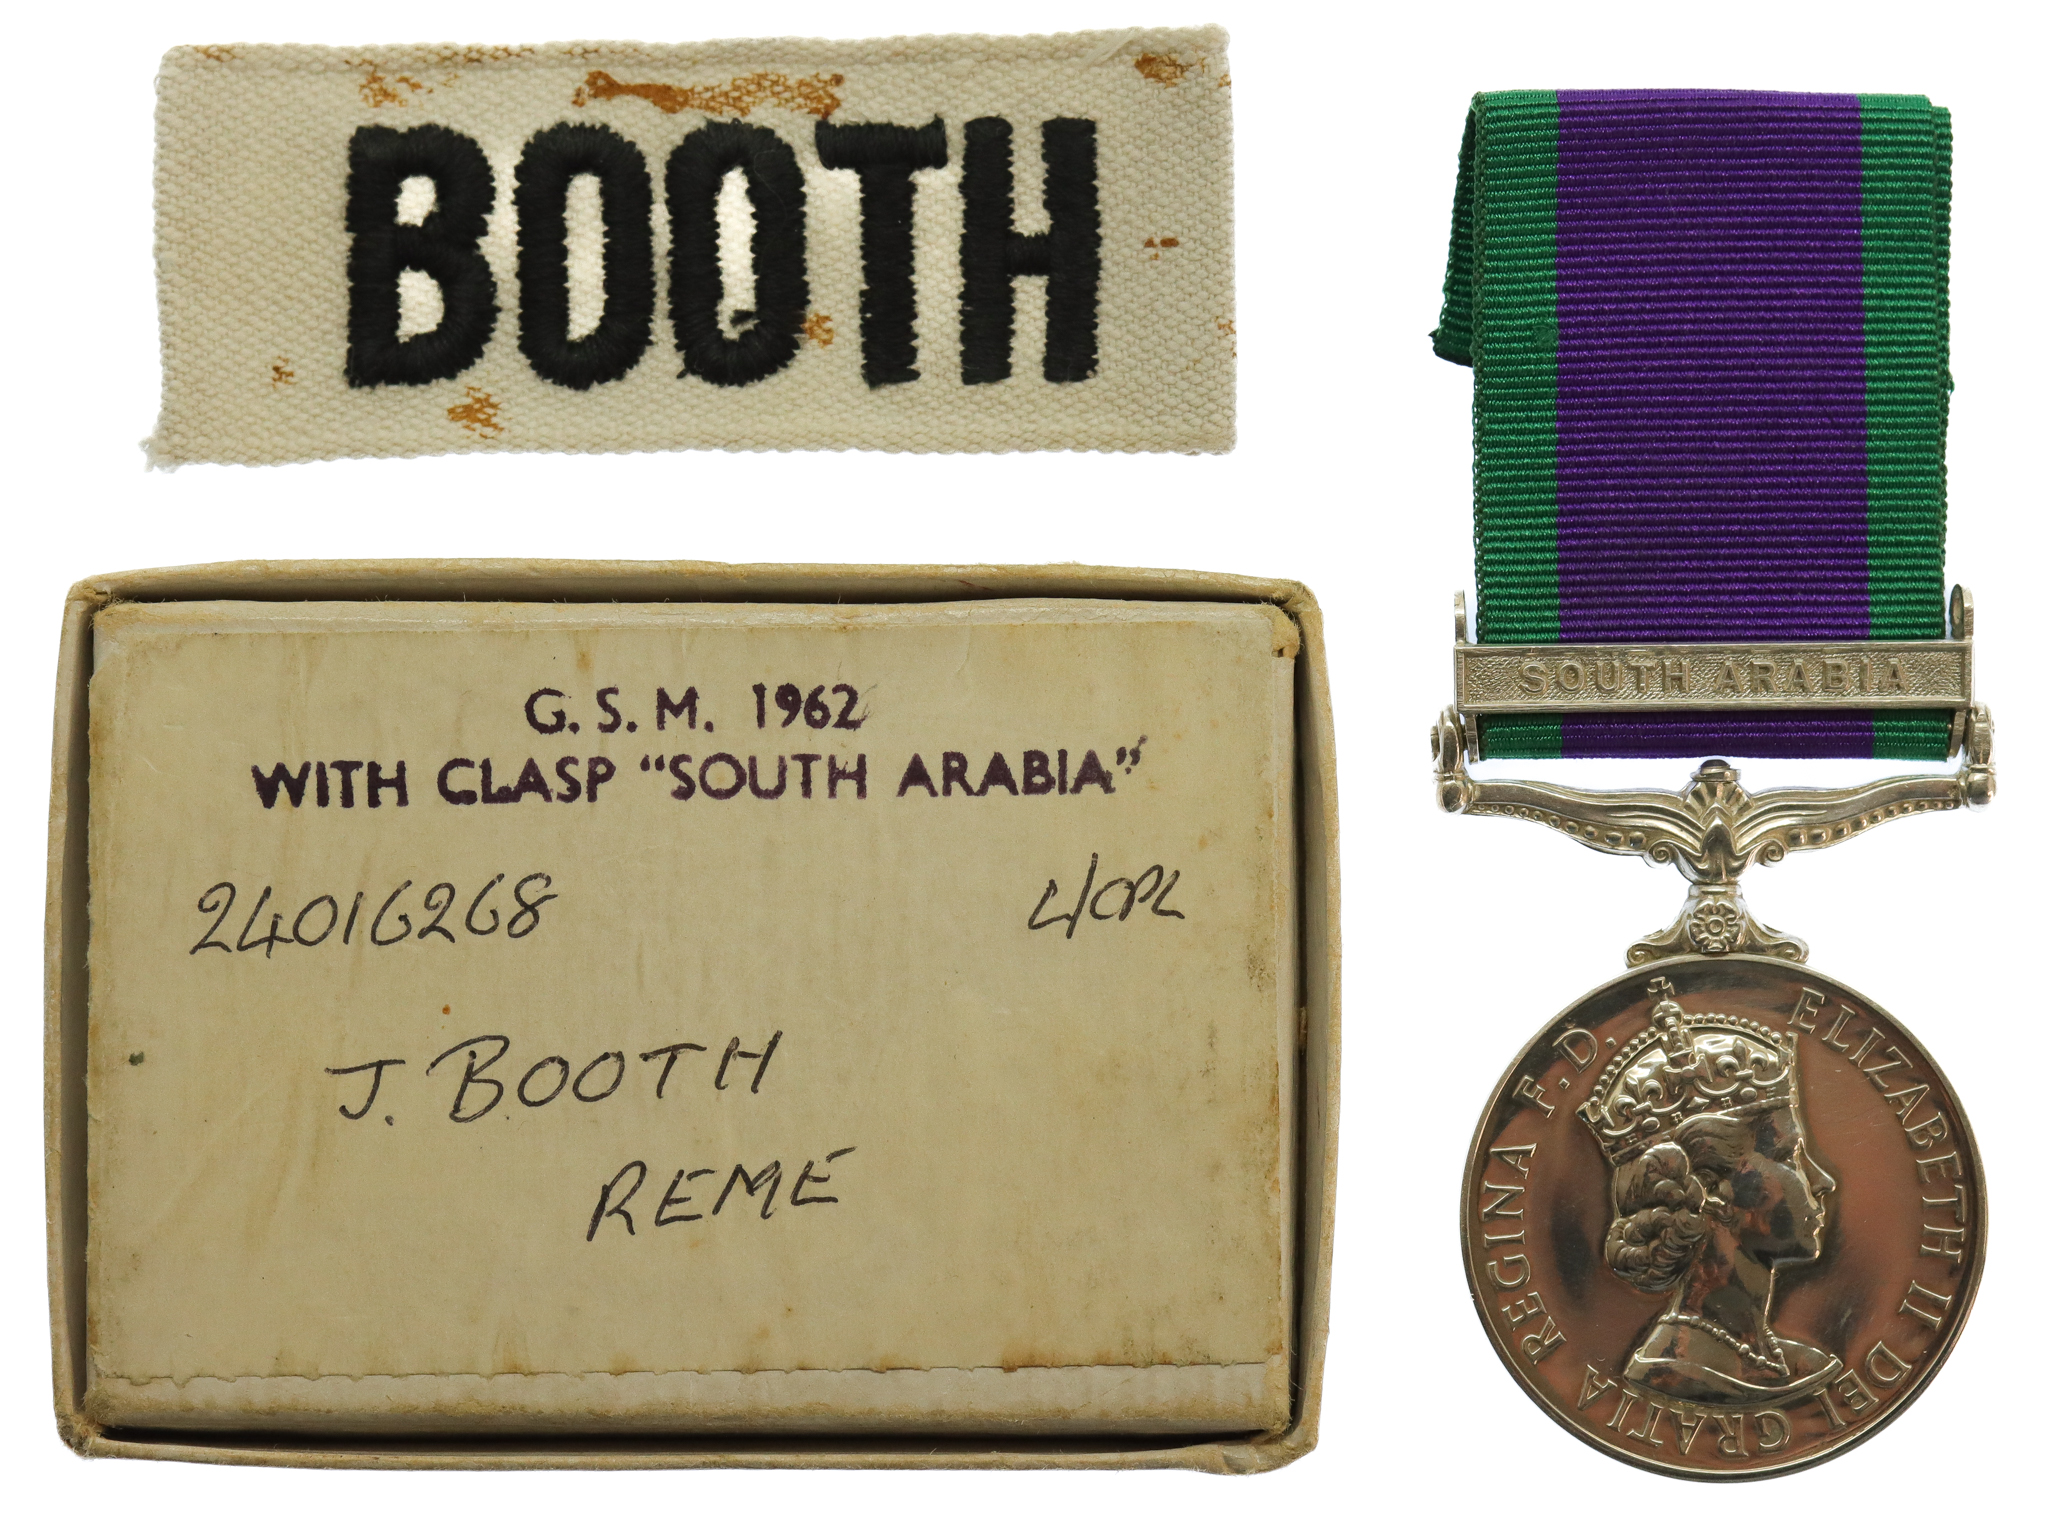 BOOTH
G. S. M. 1962
WITH CLASP “SOUTH ARABIA”
24016268 L/CPL
J. BOOTH
REME
SOUTH ARABIA
ELIZABETH II DEI GRATIA REGINA F.D.